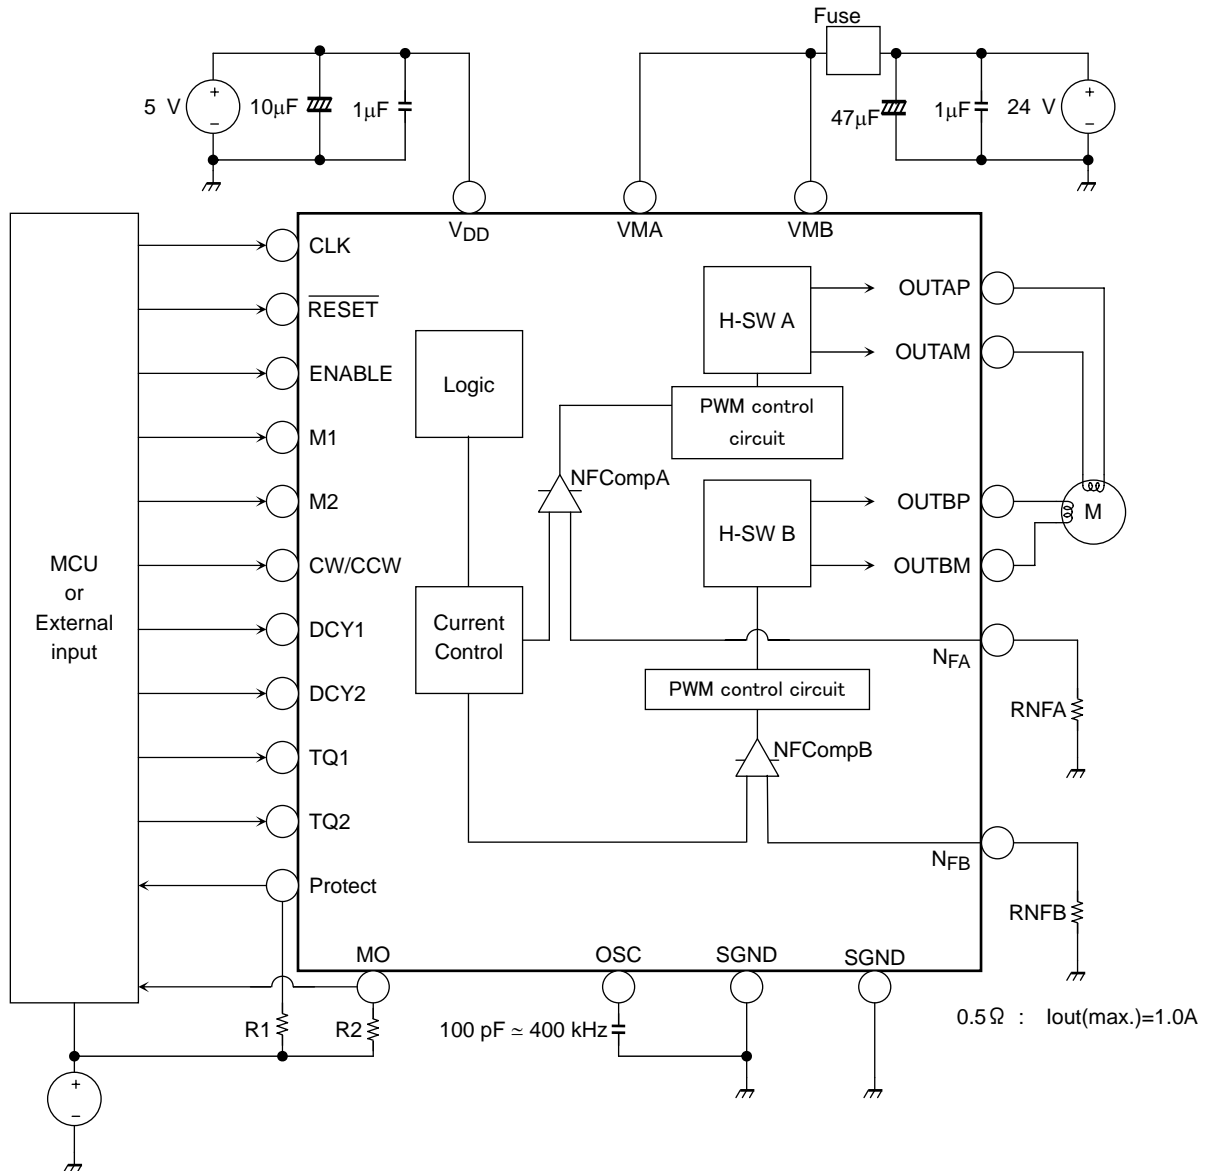 Fuse
5 V
10μF
1μF
47μF
1μF
24 V
+
−
+
−
VDD
VMA
VMB
CLK
RESET
ENABLE
M1
M2
CW/CCW
DCY1
DCY2
TQ1
TQ2
Protect
MCU
or
External
input
Logic
Current
Control
H-SW A
PWM control
circuit
NFCompA
H-SW B
PWM control circuit
NFCompB
OUTAP
OUTAM
OUTBP
OUTBM
M
NFA
RNFA
NFB
RNFB
MO
OSC
SGND
SGND
R1
R2
100 pF ≃ 400 kHz
0.5Ω : Iout(max.)=1.0A
+
−